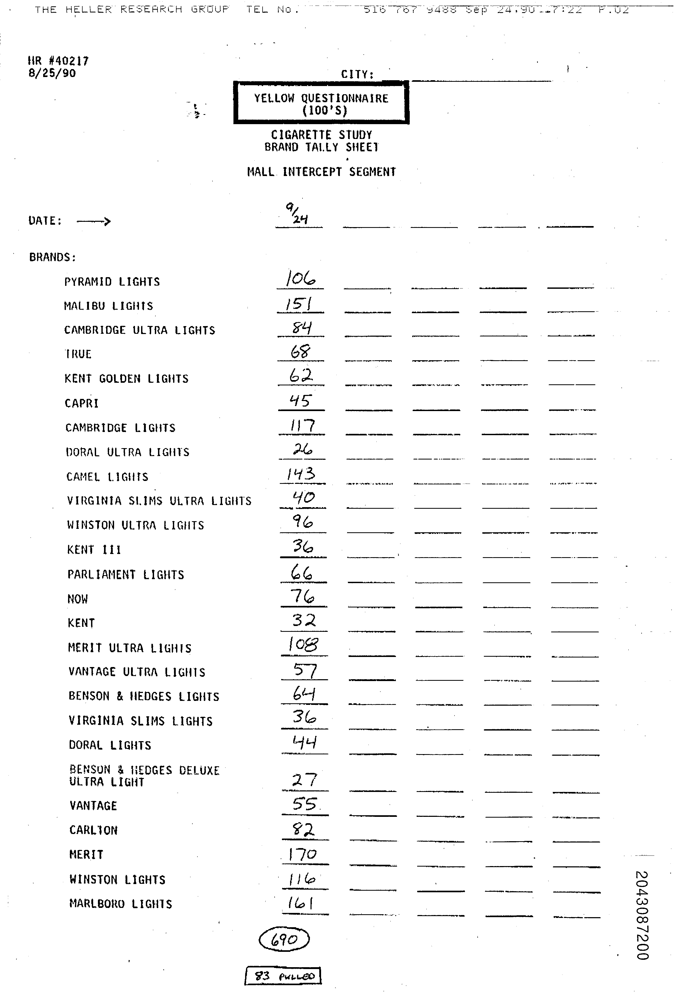 THE HELLER RESEARCH GROUP TEL No. 516 767 9488 Sep 24.90 17:22 P.02
HR #40217
8/25/90
CITY:
YELLOW QUESTIONNAIRE
(100'S)
CIGARETTE STUDY
BRAND TALLY SHEET
MALL INTERCEPT SEGMENT
DATE: 9/24
BRANDS:
PYRAMID LIGHTS 106
MALIBU LIGHTS 151
CAMBRIDGE ULTRA LIGHTS 84
TRUE 68
KENT GOLDEN LIGHTS 62
CAPRI 45
CAMBRIDGE LIGHTS 117
DORAL ULTRA LIGHTS 26
CAMEL LIGHTS 143
VIRGINIA SLIMS ULTRA LIGHTS 40
WINSTON ULTRA LIGHTS 96
KENT III 36
PARLIAMENT LIGHTS 66
NOW 76
KENT 32
MERIT ULTRA LIGHTS 108
VANTAGE ULTRA LIGHTS 57
BENSON & HEDGES LIGHTS 64
VIRGINIA SLIMS LIGHTS 36
DORAL LIGHTS 44
BENSON & HEDGES DELUXE
ULTRA LIGHT 27
VANTAGE 55
CARLTON 82
MERIT 170
WINSTON LIGHTS 116
MARLBORO LIGHTS 161
690
83 PULLED
2043087200